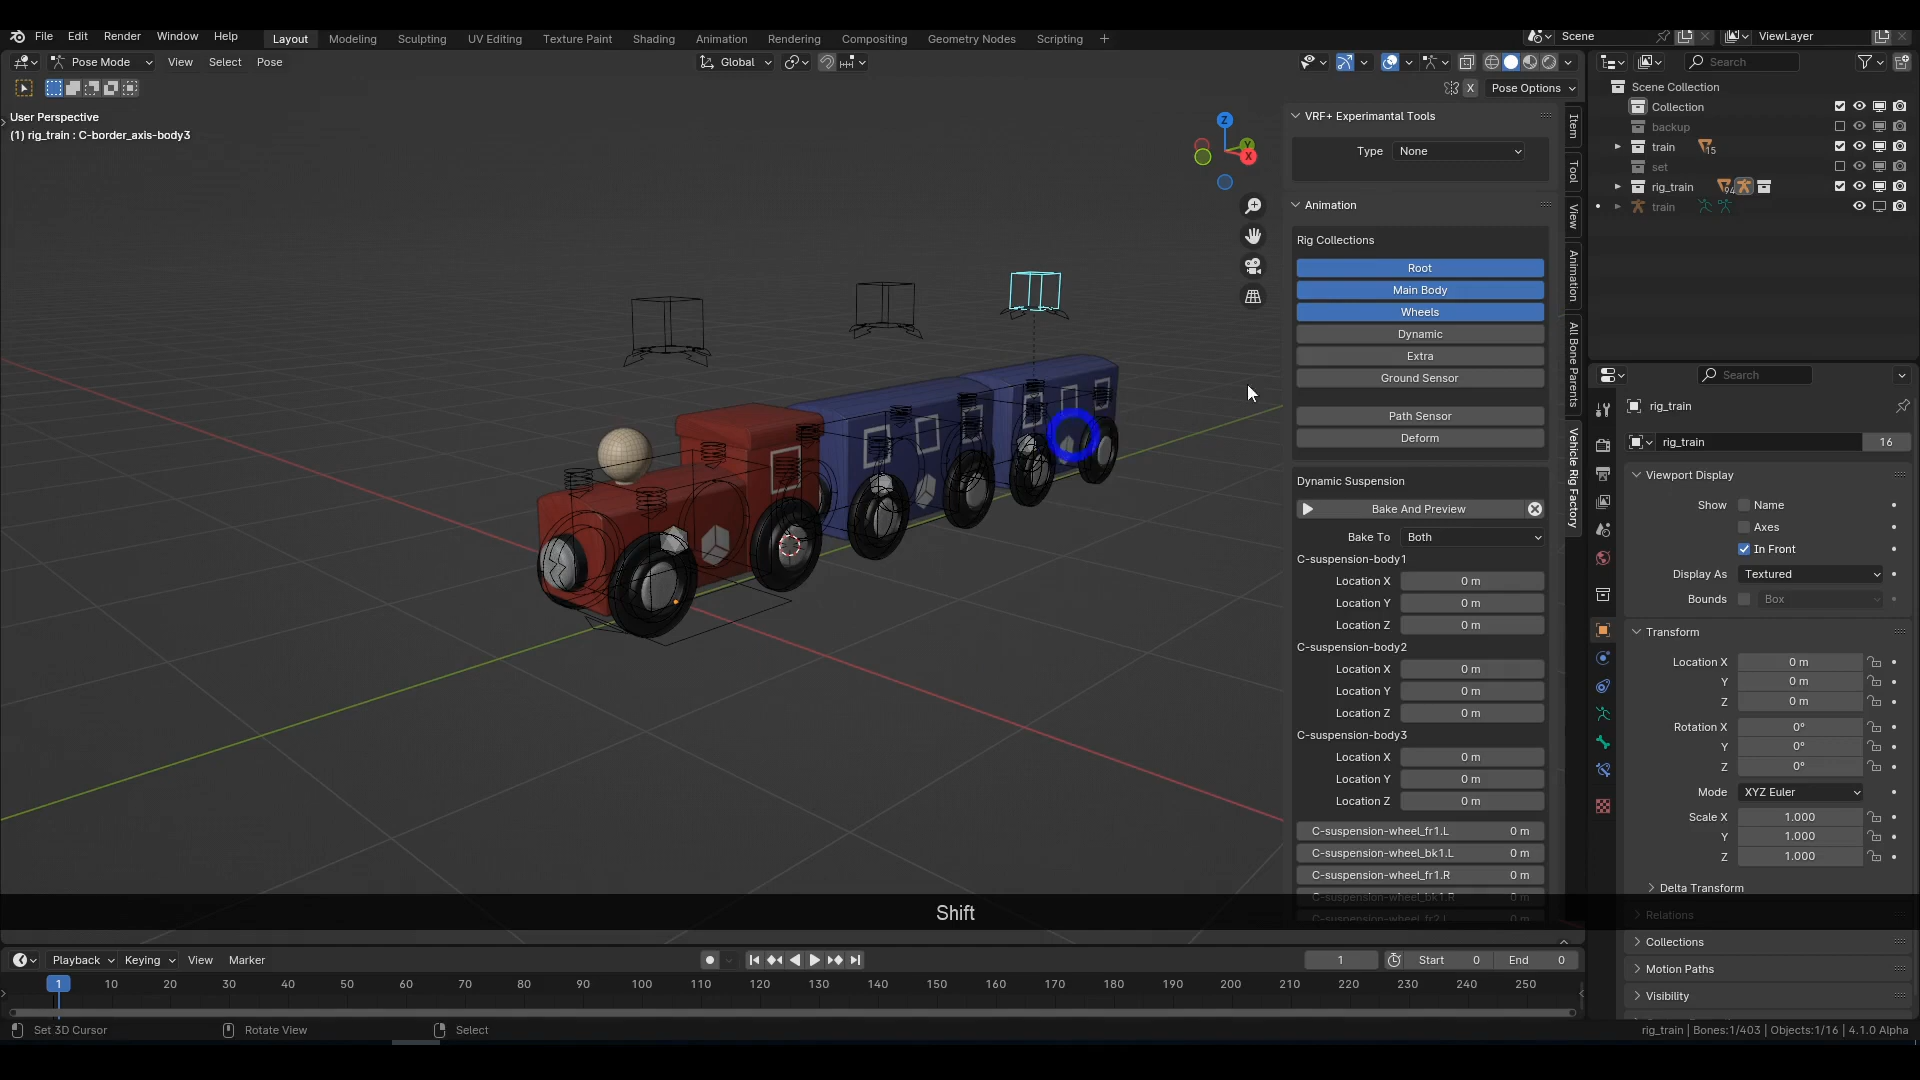 File Edit Render Window Help Layout Modeling Sculpting UV Editing Texture Paint Shading Animation Rendering Compositing Geometry Nodes Scripting + Scene ViewLayer
Pose Mode View Select Pose Global Search
X Pose Options
User Perspective
(1) rig_train : C-border_axis-body3
Z
Y
X
VRF+ Experimantal Tools
Type None
Animation
Rig Collections
Root
Main Body
Wheels
Dynamic
Extra
Ground Sensor
Path Sensor
Deform
Dynamic Suspension
Bake And Preview
Bake To Both
C-suspension-body1
Location X 0 m
Location Y 0 m
Location Z 0 m
C-suspension-body2
Location X 0 m
Location Y 0 m
Location Z 0 m
C-suspension-body3
Location X 0 m
Location Y 0 m
Location Z 0 m
C-suspension-wheel_fr1.L 0 m
C-suspension-wheel_bk1.L 0 m
C-suspension-wheel_fr1.R 0 m
C-suspension-wheel_bk1.R 0 m
C-suspension-wheel_fr2.L 0 m
Item
Tool
View
Animation
All Bone Parents
Vehicle Rig Factory
Scene Collection
Collection
backup
train 15
set
rig_train 94
train
Search
rig_train
rig_train 16
Viewport Display
Show Name
Axes
In Front
Display As Textured
Bounds Box
Transform
Location X 0 m
Y 0 m
Z 0 m
Rotation X 0°
Y 0°
Z 0°
Mode XYZ Euler
Scale X 1.000
Y 1.000
Z 1.000
Delta Transform
Relations
Collections
Motion Paths
Visibility
Shift
Playback Keying View Marker 1 Start 0 End 0
1 10 20 30 40 50 60 70 80 90 100 110 120 130 140 150 160 170 180 190 200 210 220 230 240 250
Set 3D Cursor Rotate View Select rig_train | Bones:1/403 | Objects:1/16 | 4.1.0 Alpha